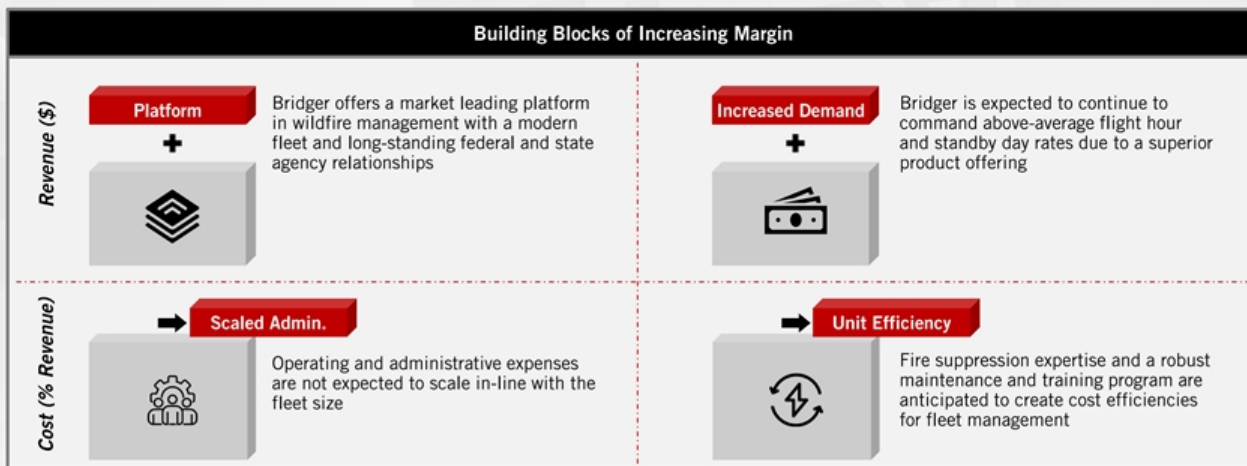 Building Blocks of Increasing Margin
Revenue ($)
Platform
+
Bridger offers a market leading platform
in wildfire management with a modern
fleet and long-standing federal and state
agency relationships
Increased Demand
+
Bridger is expected to continue to
command above-average flight hour
and standby day rates due to a superior
product offering
Cost (% Revenue)
Scaled Admin.
Operating and administrative expenses
are not expected to scale in-line with the
fleet size
Unit Efficiency
Fire suppression expertise and a robust
maintenance and training program are
anticipated to create cost efficiencies
for fleet management